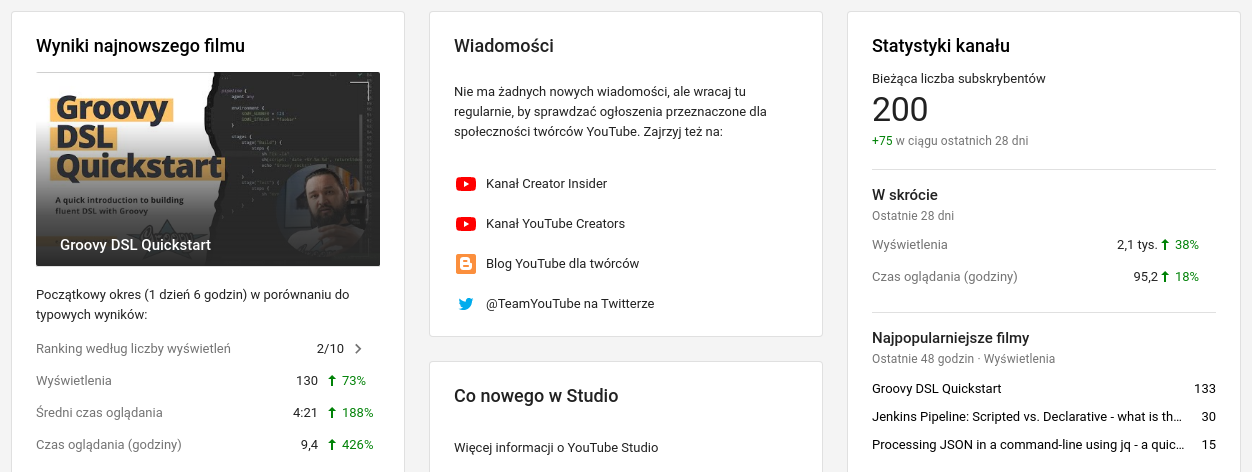 Wyniki najnowszego filmu
Groovy
DSL
Quickstart
A quick introduction to building
fluent DSL with Groovy
Groovy DSL Quickstart
Początkowy okres (1 dzień 6 godzin) w porównaniu do
typowych wyników:
Ranking według liczby wyświetleń 2/10
Wyświetlenia 130 73%
Średni czas oglądania 4:21 188%
Czas oglądania (godziny) 9,4 426%
Wiadomości
Nie ma żadnych nowych wiadomości, ale wracaj tu
regularnie, by sprawdzać ogłoszenia przeznaczone dla
społeczności twórców YouTube. Zajrzyj też na:
Kanał Creator Insider
Kanał YouTube Creators
Blog YouTube dla twórców
@TeamYouTube na Twitterze
Co nowego w Studio
Więcej informacji o YouTube Studio
Statystyki kanału
Bieżąca liczba subskrybentów
200
+75 w ciągu ostatnich 28 dni
W skrócie
Ostatnie 28 dni
Wyświetlenia 2,1 tys. 38%
Czas oglądania (godziny) 95,2 18%
Najpopularniejsze filmy
Ostatnie 48 godzin · Wyświetlenia
Groovy DSL Quickstart 133
Jenkins Pipeline: Scripted vs. Declarative - what is th... 30
Processing JSON in a command-line using jq - a quic... 15